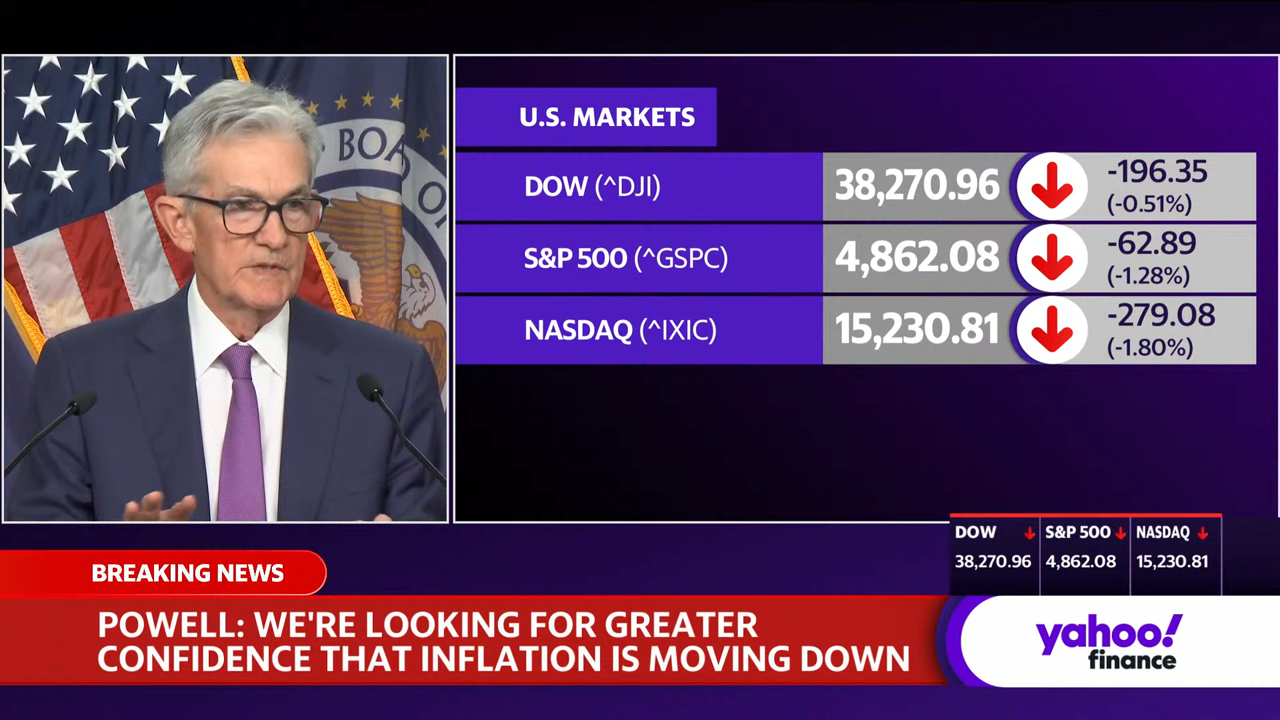 BOA
D OF
U.S. MARKETS
DOW (^DJI) 38,270.96 -196.35
(-0.51%)
S&P 500 (^GSPC) 4,862.08 -62.89
(-1.28%)
NASDAQ (^IXIC) 15,230.81 -279.08
(-1.80%)
DOW S&P 500 NASDAQ
38,270.96 4,862.08 15,230.81
BREAKING NEWS
POWELL: WE'RE LOOKING FOR GREATER
CONFIDENCE THAT INFLATION IS MOVING DOWN
yahoo!
finance